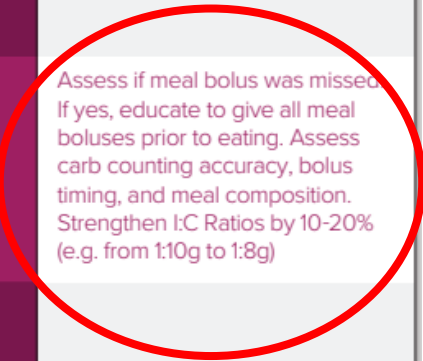 Assess if meal bolus was missed.
If yes, educate to give all meal
boluses prior to eating. Assess
carb counting accuracy, bolus
timing, and meal composition.
Strengthen I:C Ratios by 10-20%
(e.g. from 1:10g to 1:8g)